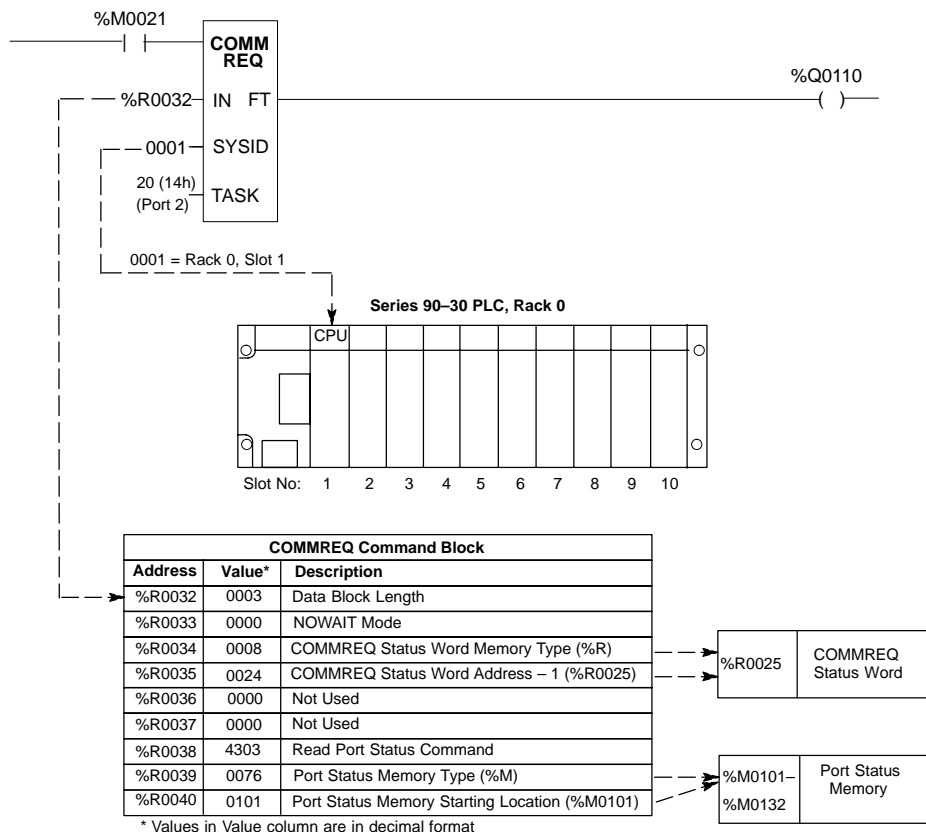 %M0021
COMM
REQ
%Q0110
%R0032 IN FT
0001 SYSID
20 (14h)
(Port 2) TASK
0001 = Rack 0, Slot 1
Series 90–30 PLC, Rack 0
CPU
Slot No: 1 2 3 4 5 6 7 8 9 10
COMMREQ Command Block
Address Value* Description
%R0032 0003 Data Block Length
%R0033 0000 NOWAIT Mode
%R0034 0008 COMMREQ Status Word Memory Type (%R)
%R0035 0024 COMMREQ Status Word Address – 1 (%R0025)
%R0036 0000 Not Used
%R0037 0000 Not Used
%R0038 4303 Read Port Status Command
%R0039 0076 Port Status Memory Type (%M)
%R0040 0101 Port Status Memory Starting Location (%M0101)
* Values in Value column are in decimal format
%R0025 COMMREQ
Status Word
%M0101–
%M0132
Port Status
Memory